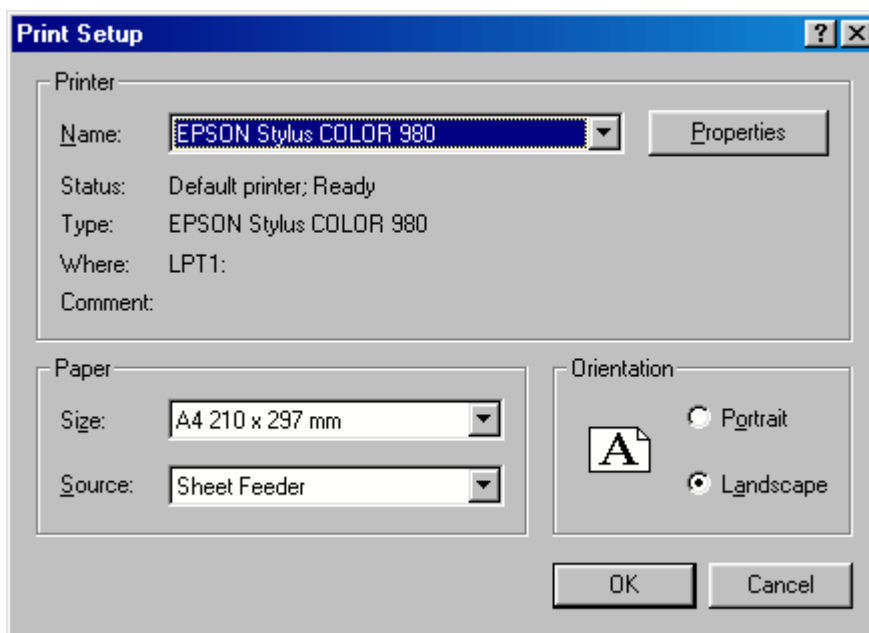 Print Setup
Printer
Name: EPSON Stylus COLOR 980 Properties
Status: Default printer; Ready
Type: EPSON Stylus COLOR 980
Where: LPT1:
Comment:
Paper
Size: A4 210 x 297 mm
Source: Sheet Feeder
Orientation
A
Portrait
Landscape
OK Cancel